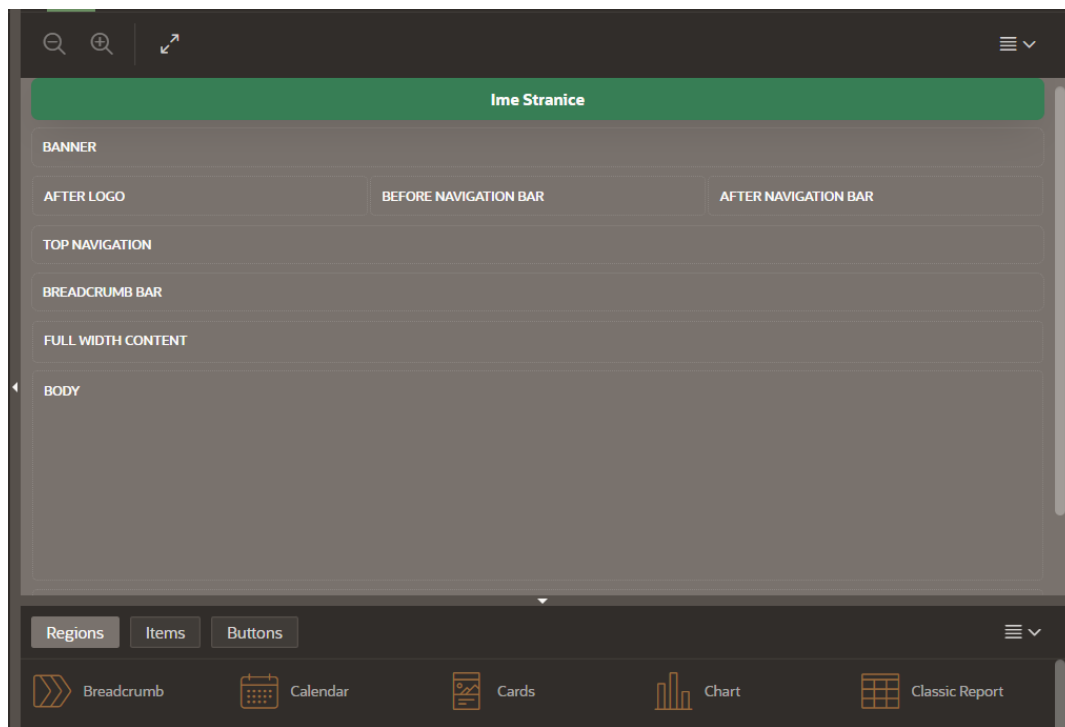 Ime Stranice
BANNER
AFTER LOGO BEFORE NAVIGATION BAR AFTER NAVIGATION BAR
TOP NAVIGATION
BREADCRUMB BAR
FULL WIDTH CONTENT
BODY
Regions Items Buttons
Breadcrumb Calendar Cards Chart Classic Report